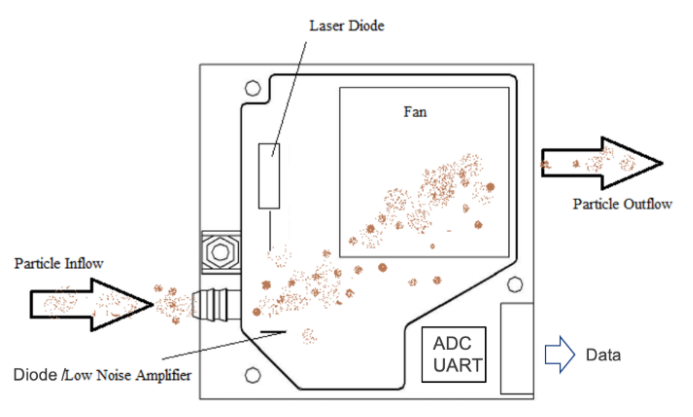 Laser Diode
Fan
Particle Outflow
Particle Inflow
ADC
UART
Data
Diode /Low Noise Amplifier